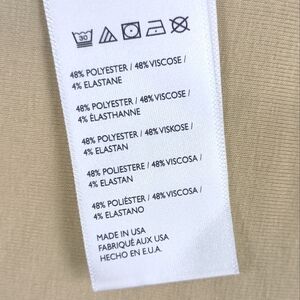 30
48% POLYESTER / 48% VISCOSE /
4% ELASTANE
48% POLYESTER / 48% VISCOSE /
4% ÉLASTHANNE
48% POLYESTER / 48% VISKOSE /
4% ELASTAN
48% POLIESTERE / 48% VISCOSA /
4% ELASTAN
48% POLIÉSTER / 48% VISCOSA /
4% ELASTANO
MADE IN USA
FABRIQUÉ AUX USA
HECHO EN E.U.A.